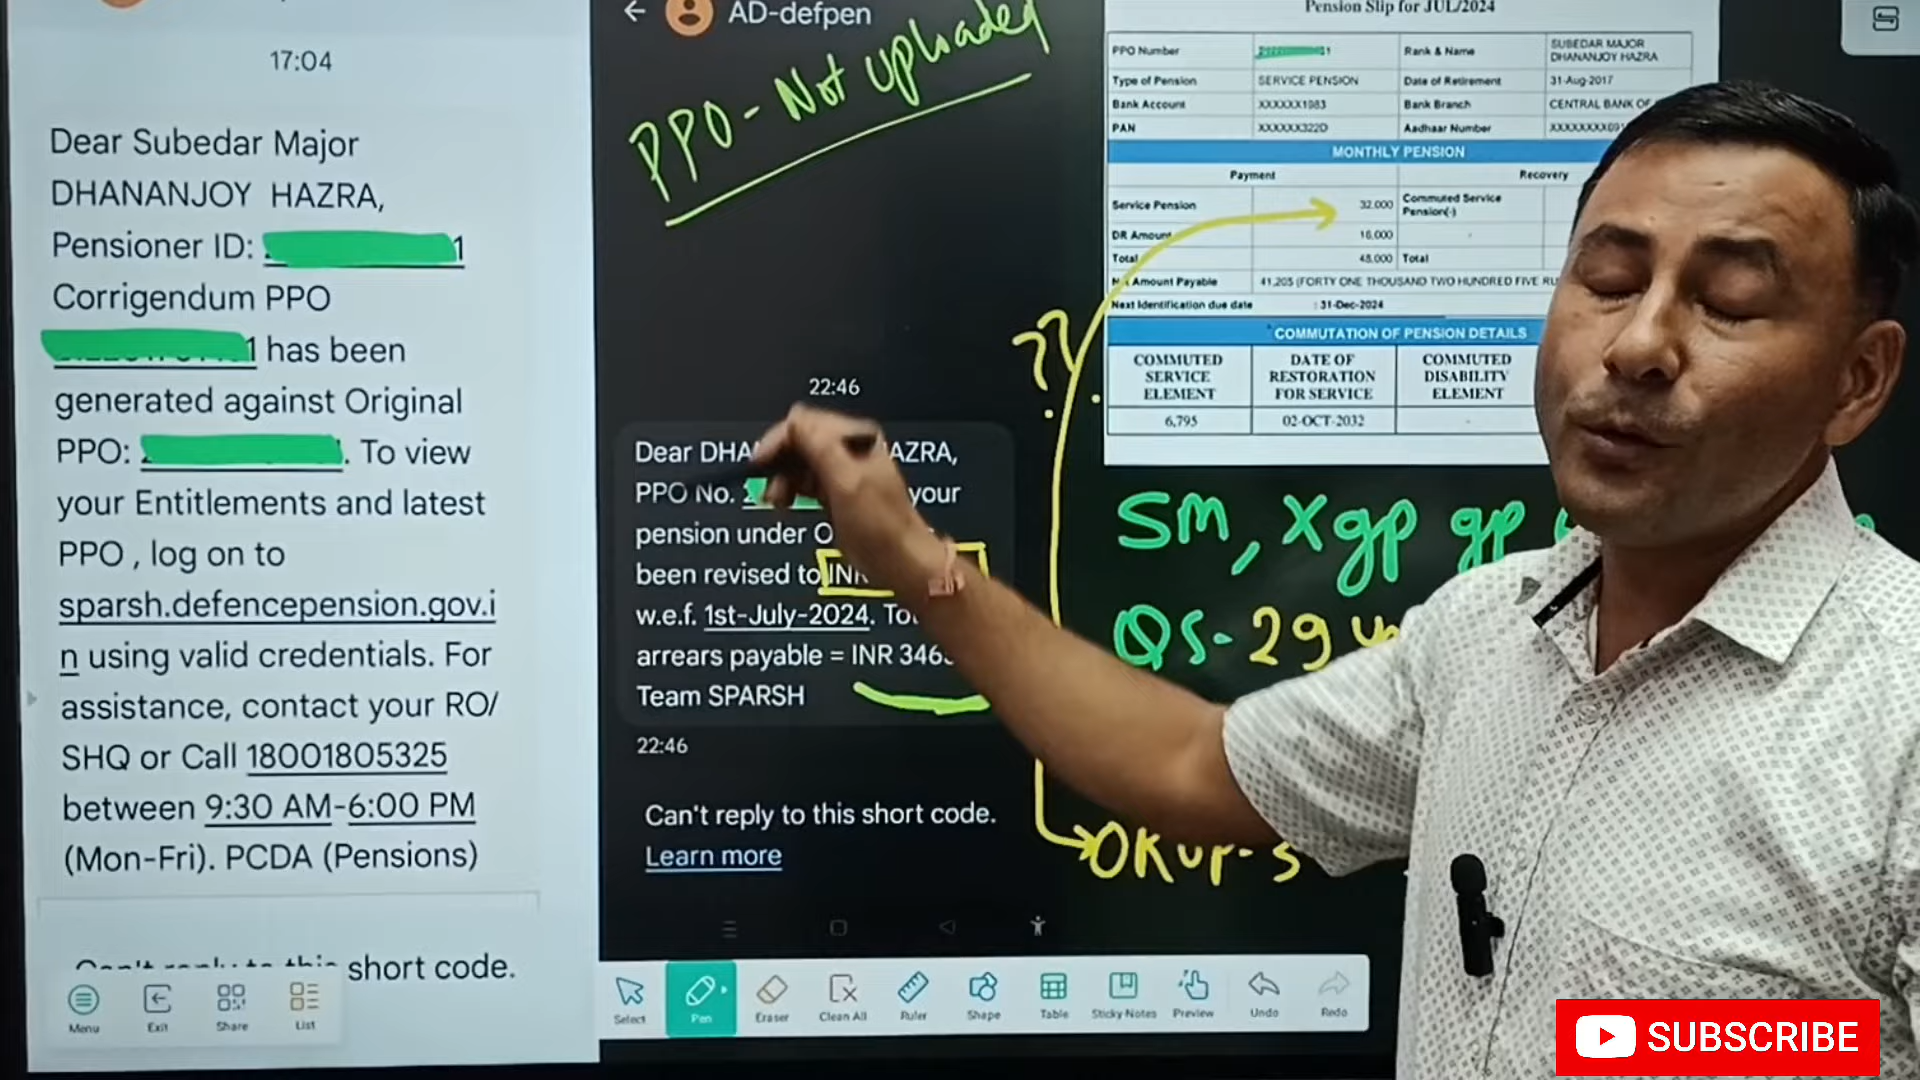 17:04
Dear Subedar Major
DHANANJOY HAZRA,
Pensioner ID: 1
Corrigendum PPO
1 has been
generated against Original
PPO: . To view
your Entitlements and latest
PPO , log on to
sparsh.defencepension.gov.i
n using valid credentials. For
assistance, contact your RO/
SHQ or Call 18001805325
between 9:30 AM-6:00 PM
(Mon-Fri). PCDA (Pensions)
short code.
Menu Exit Share List
AD-defpen
PPO - Not uploaded
22:46
Dear AZRA,
PPO No. your
pension under
been revised to
w.e.f. 1st-July-2024.
arrears payable = INR
Team SPARSH
22:46
Can't reply to this short code.
Learn more
Pension Slip for JUL/2024
PPO Number Rank & Name SUBEDAR MAJOR
DHANANJOY HAZRA
Type of Pension SERVICE PENSION Date of Retirement 31-Aug-2017
Bank Account XXXXXX1083 Bank Branch CENTRAL BANK OF
PAN XXXXXX322D Aadhaar Number
MONTHLY PENSION
Payment Recovery
Service Pension 32,000 Commuted Service
Pension(-)
DR Amount 16,000 -
Total 48,000 Total
Amount Payable 41,205 (FORTY ONE THOUSAND TWO HUNDRED FIVE
Next Identification due date : 31-Dec-2024
COMMUTATION OF PENSION DETAILS
COMMUTED
SERVICE
ELEMENT
DATE OF
RESTORATION
FOR SERVICE
COMMUTED
DISABILITY
ELEMENT
6,795 02-OCT-2032 -
??
SM, X gp gp
QS - 29
Select Pen Eraser Clean All Ruler Shape Table Sticky Notes Preview Undo Redo
SUBSCRIBE